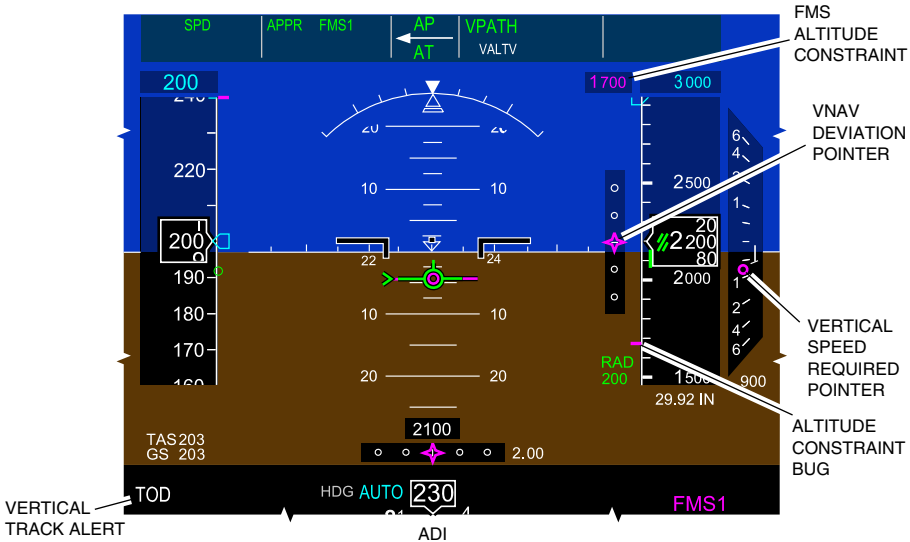 FMS
ALTITUDE
CONSTRAINT
SPD APPR FMS1 AP VPATH
AT VALTV
200 1700 3000
VNAV
DEVIATION
POINTER
240
20 20
6
4
220 10 10 2500 1
200 2 200
20
80
22 24
190 2000 1
180 10 10 2
4
6
170
RAD
200
VERTICAL
SPEED
REQUIRED
POINTER
160 20 20 1500 900
29.92 IN
2100
TAS 203
GS 203
2.00
ALTITUDE
CONSTRAINT
BUG
TOD HDG AUTO 230 FMS1
VERTICAL
TRACK ALERT
ADI